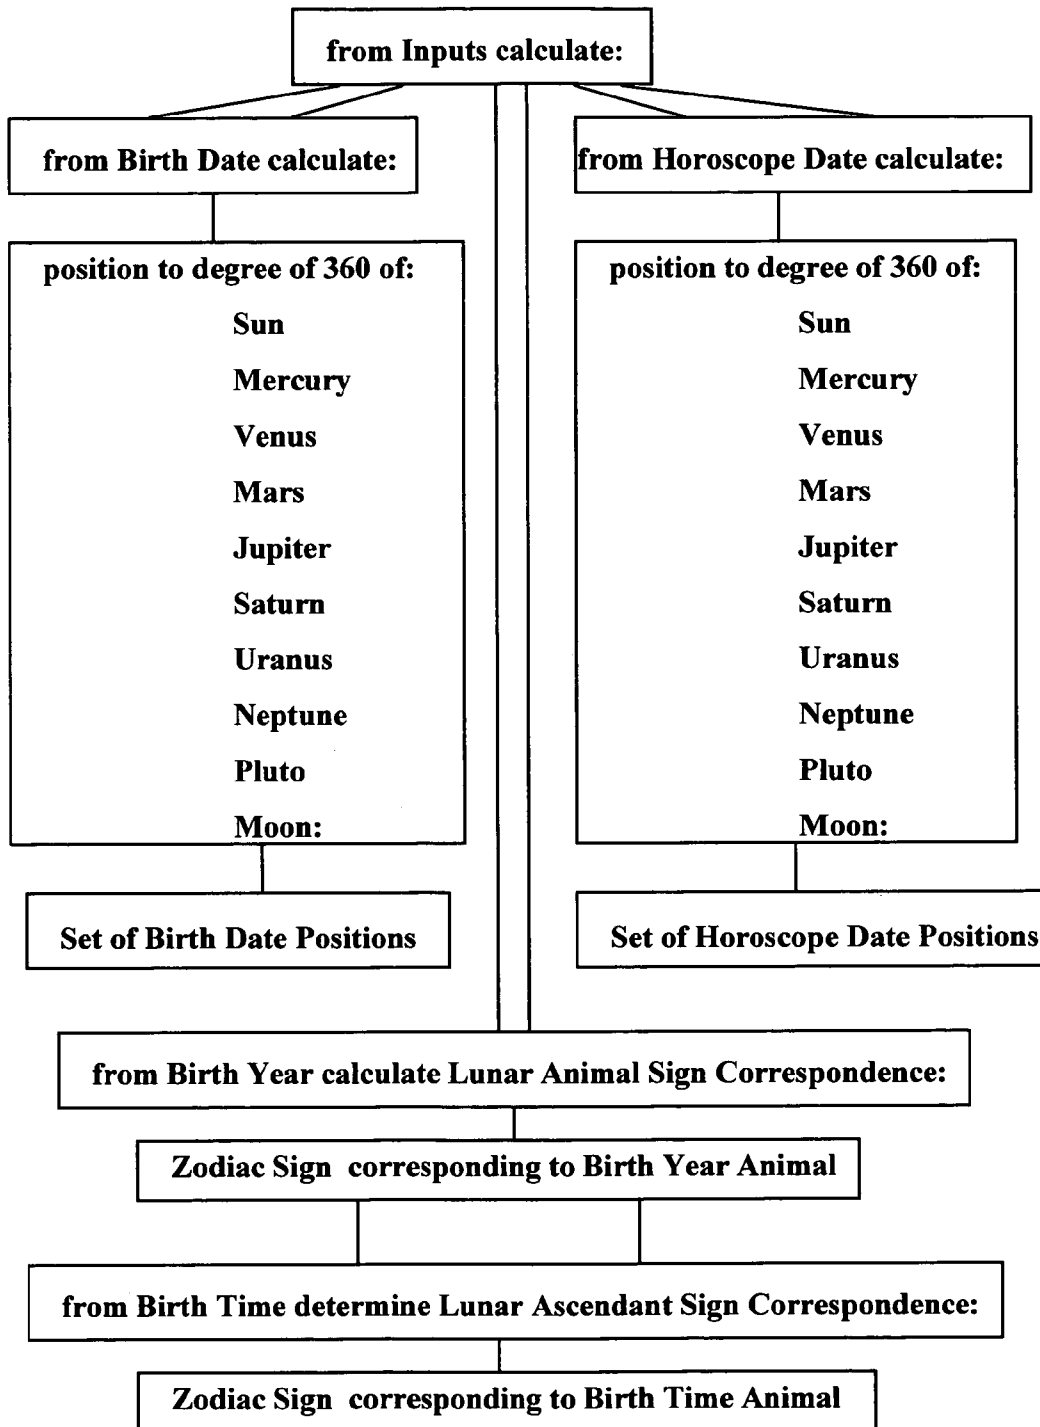 from Inputs calculate:
from Birth Date calculate:
position to degree of 360 of:
Sun
Mercury
Venus
Mars
Jupiter
Saturn
Uranus
Neptune
Pluto
Moon:
Set of Birth Date Positions
from Horoscope Date calculate:
position to degree of 360 of:
Sun
Mercury
Venus
Mars
Jupiter
Saturn
Uranus
Neptune
Pluto
Moon:
Set of Horoscope Date Positions
from Birth Year calculate Lunar Animal Sign Correspondence:
Zodiac Sign corresponding to Birth Year Animal
from Birth Time determine Lunar Ascendant Sign Correspondence:
Zodiac Sign corresponding to Birth Time Animal